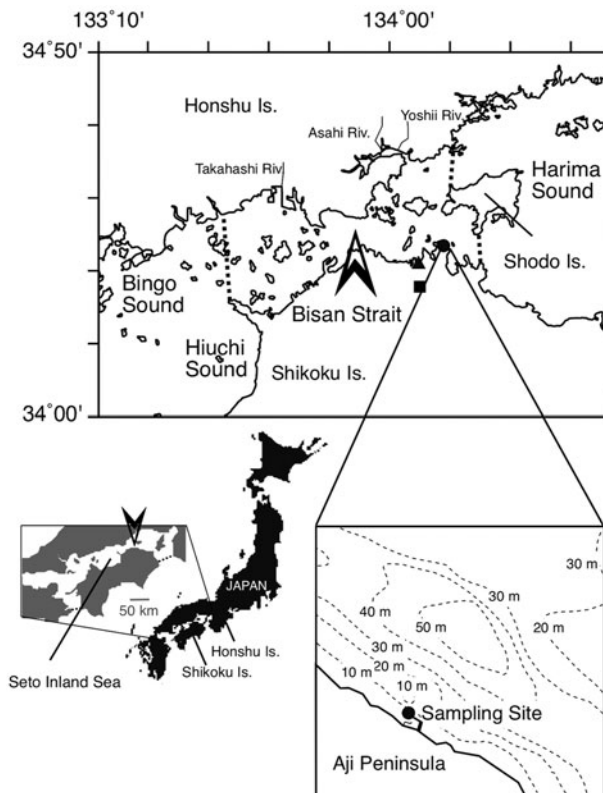 133˚10'
134˚00'
34˚50'
Honshu Is.
Yoshii Riv.
Asahi Riv.
Takahashi Riv.
Harima
Sound
Shodo Is.
Bingo
Sound
Bisan Strait
Hiuchi
Sound
Shikoku Is.
34˚00'
JAPAN
50 km
Honshu Is.
Shikoku Is.
Seto Inland Sea
30 m
30 m
40 m
50 m
20 m
30 m
20 m
10 m
10 m
Sampling Site
Aji Peninsula